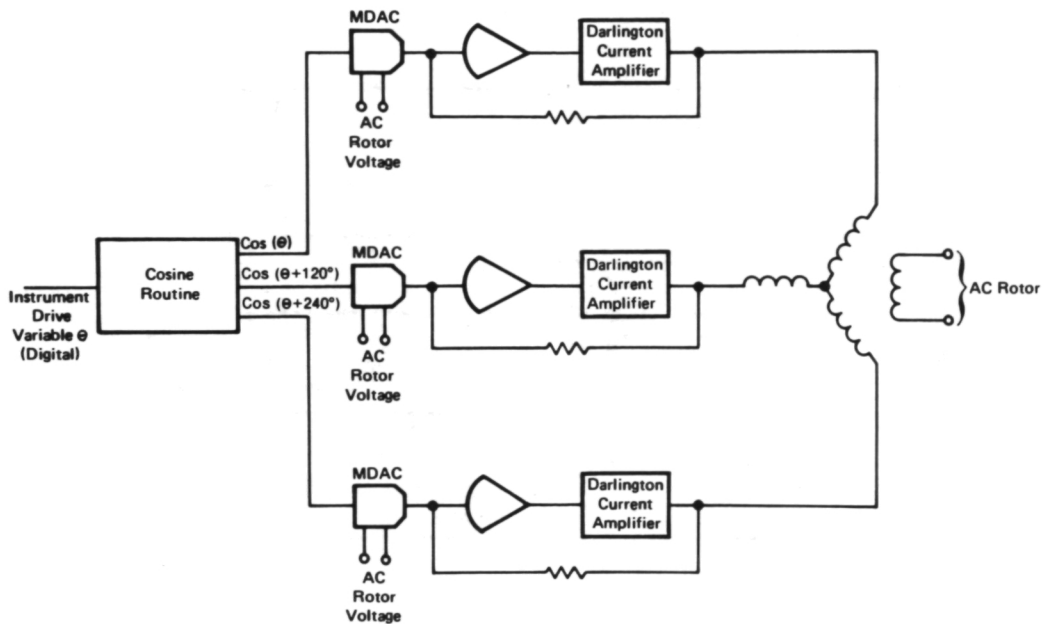 MDAC
Darlington
Current
Amplifier
AC
Rotor
Voltage
Cos (θ)
MDAC
Darlington
Current
Amplifier
Cosine
Routine
Cos (θ+120°)
Cos (θ+240°)
AC Rotor
Instrument
Drive
Variable θ
(Digital)
AC
Rotor
Voltage
MDAC
Darlington
Current
Amplifier
AC
Rotor
Voltage